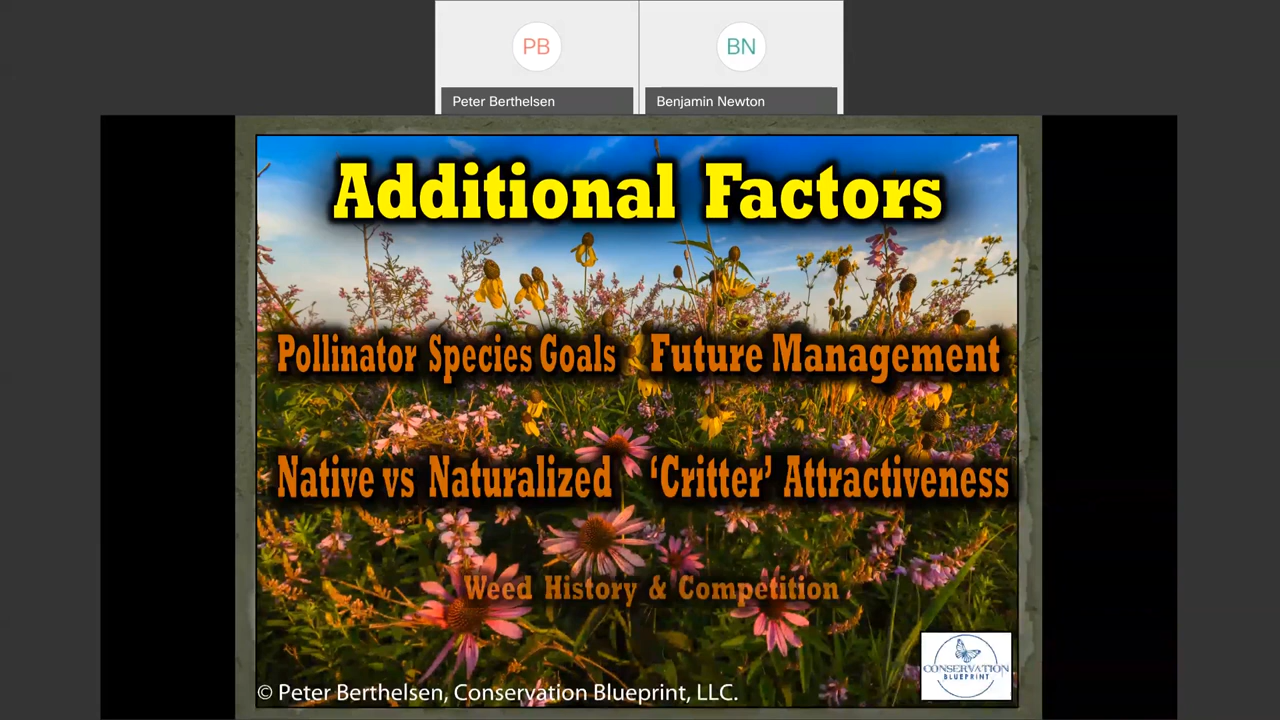 PB
BN
Peter Berthelsen
Benjamin Newton
Additional Factors
Pollinator Species Goals
Future Management
Native vs Naturalized
‘Critter’ Attractiveness
Weed History & Competition
CONSERVATION
BLUEPRINT
© Peter Berthelsen, Conservation Blueprint, LLC.